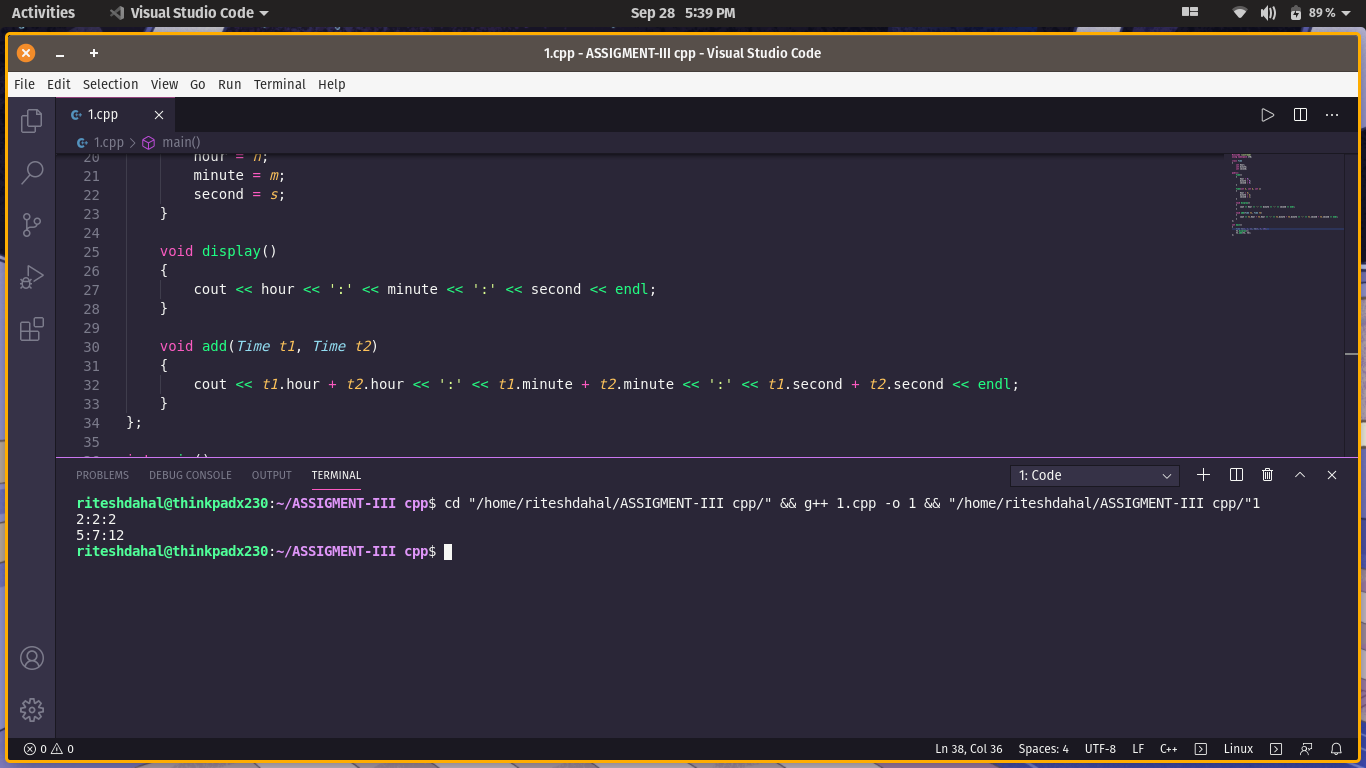 Activities Visual Studio Code Sep 28 5:39 PM 89 %
1.cpp - ASSIGMENT-III cpp - Visual Studio Code
File Edit Selection View Go Run Terminal Help
1.cpp
1.cpp > main()
20 hour = h;
21 minute = m;
22 second = s;
23 }
24
25 void display()
26 {
27 cout << hour << ':' << minute << ':' << second << endl;
28 }
29
30 void add(Time t1, Time t2)
31 {
32 cout << t1.hour + t2.hour << ':' << t1.minute + t2.minute << ':' << t1.second + t2.second << endl;
33 }
34 };
35
PROBLEMS DEBUG CONSOLE OUTPUT TERMINAL 1: Code
riteshdahal@thinkpadx230:~/ASSIGMENT-III cpp$ cd "/home/riteshdahal/ASSIGMENT-III cpp/" && g++ 1.cpp -o 1 && "/home/riteshdahal/ASSIGMENT-III cpp/"1
2:2:2
5:7:12
riteshdahal@thinkpadx230:~/ASSIGMENT-III cpp$
0 0 Ln 38, Col 36 Spaces: 4 UTF-8 LF C++ Linux